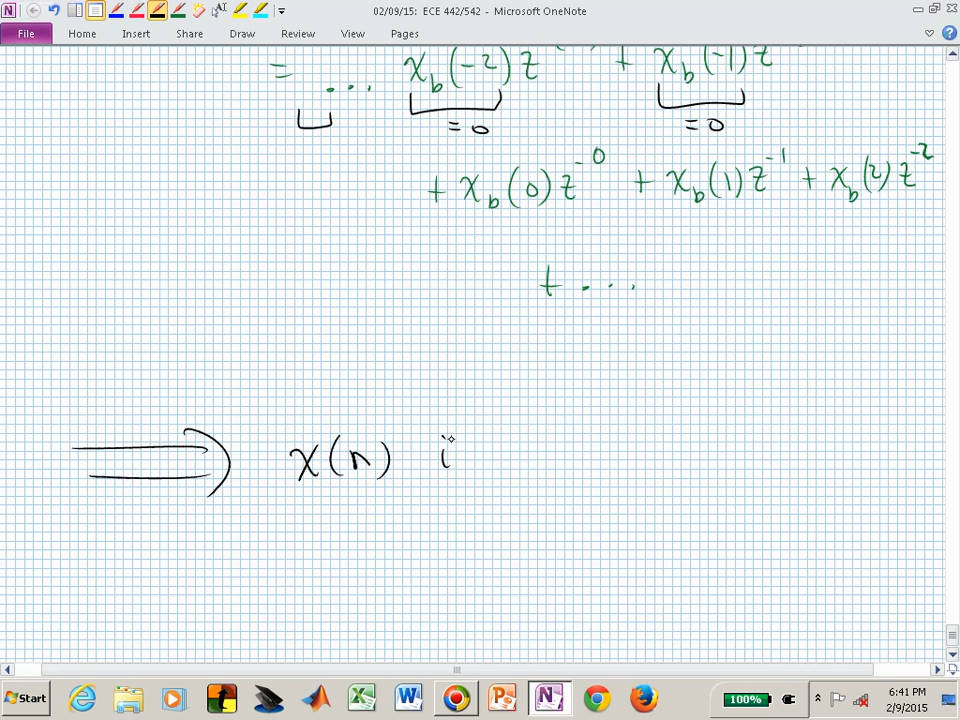 02/09/15: ECE 442/542 - Microsoft OneNote
File Home Insert Share Draw Review View Pages
= ... x_b(-2)z + x_b(-1)z
= 0 = 0
+ x_b(0)z^-0 + x_b(1)z^-1 + x_b(2)z^-2
+ ...
⟹ x(n) i
Start 100% 6:41 PM
2/9/2015